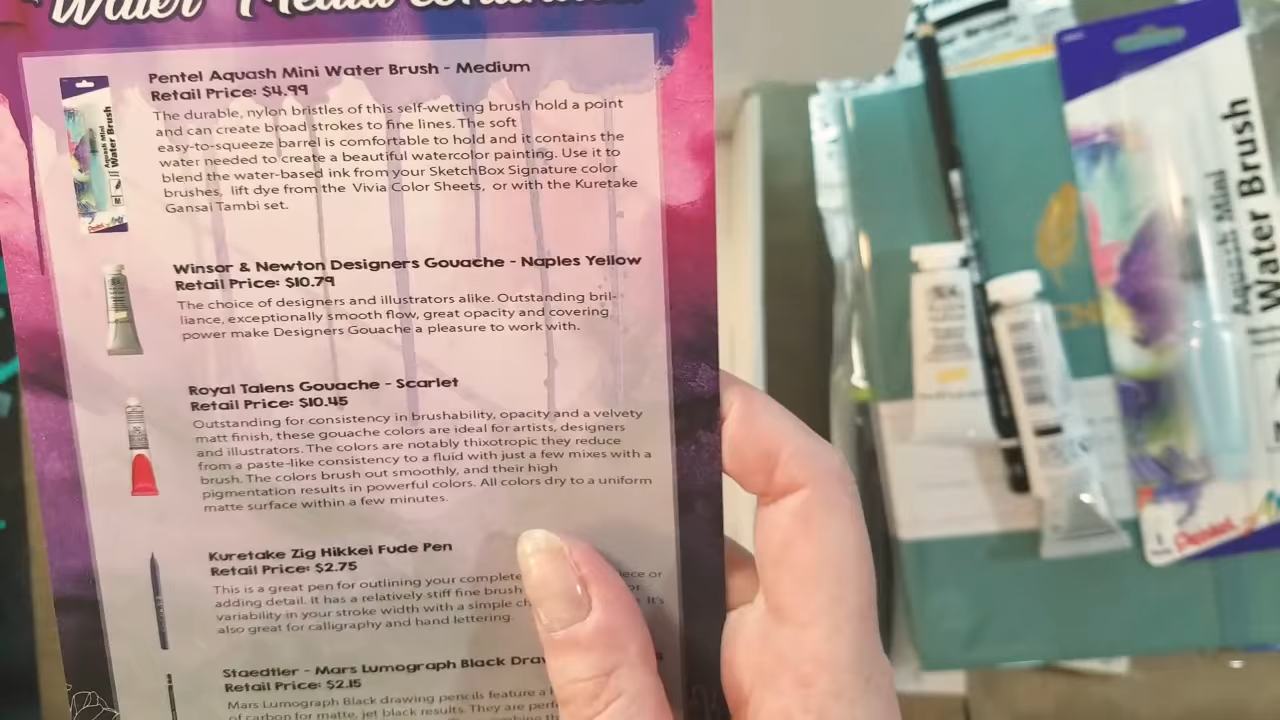 Water Media
Pentel Aquash Mini Water Brush - Medium
Retail Price: $4.99
The durable, nylon bristles of this self-wetting brush hold a point
and can create broad strokes to fine lines. The soft
easy-to-squeeze barrel is comfortable to hold and it contains the
water needed to create a beautiful watercolor painting. Use it to
blend the water-based ink from your SketchBox Signature color
brushes, lift dye from the Vivia Color Sheets, or with the Kuretake
Gansai Tambi set.
Winsor & Newton Designers Gouache - Naples Yellow
Retail Price: $10.79
The choice of designers and illustrators alike. Outstanding bril-
liance, exceptionally smooth flow, great opacity and covering
power make Designers Gouache a pleasure to work with.
Royal Talens Gouache - Scarlet
Retail Price: $10.45
Outstanding for consistency in brushability, opacity and a velvety
matt finish, these gouache colors are ideal for artists, designers
and illustrators. The colors are notably thixotropic they reduce
from a paste-like consistency to a fluid with just a few mixes with a
brush. The colors brush out smoothly, and their high
pigmentation results in powerful colors. All colors dry to a uniform
matte surface within a few minutes.
Kuretake Zig Hikkei Fude Pen
Retail Price: $2.75
This is a great pen for outlining your complete ece or
adding detail. It has a relatively stiff fine brush or
variability in your stroke width with a simple ch It's
also great for calligraphy and hand lettering.
Staedtler - Mars Lumograph Black Draw
Retail Price: $2.15
Mars Lumograph Black drawing pencils feature a
of carbon for matte, jet black results. They are perf
Aquash Mini
Water Brush
Pentel
Aquash Mini
Water Brush
Pentel